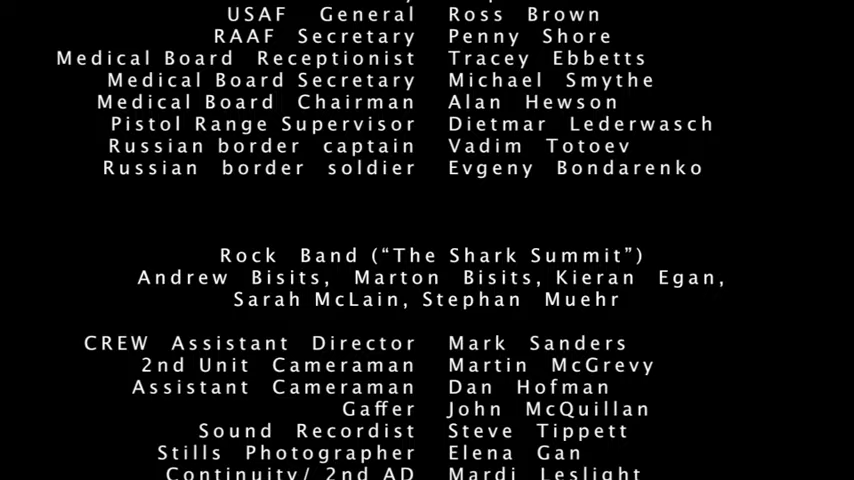 USAF General Ross Brown
RAAF Secretary Penny Shore
Medical Board Receptionist Tracey Ebbetts
Medical Board Secretary Michael Smythe
Medical Board Chairman Alan Hewson
Pistol Range Supervisor Dietmar Lederwasch
Russian border captain Vadim Totoev
Russian border soldier Evgeny Bondarenko
Rock Band (“The Shark Summit”)
Andrew Bisits, Marton Bisits, Kieran Egan,
Sarah McLain, Stephan Muehr
CREW Assistant Director Mark Sanders
2nd Unit Cameraman Martin McGrevy
Assistant Cameraman Dan Hofman
Gaffer John McQuillan
Sound Recordist Steve Tippett
Stills Photographer Elena Gan
Continuity/ 2nd AD Mardi Leslight